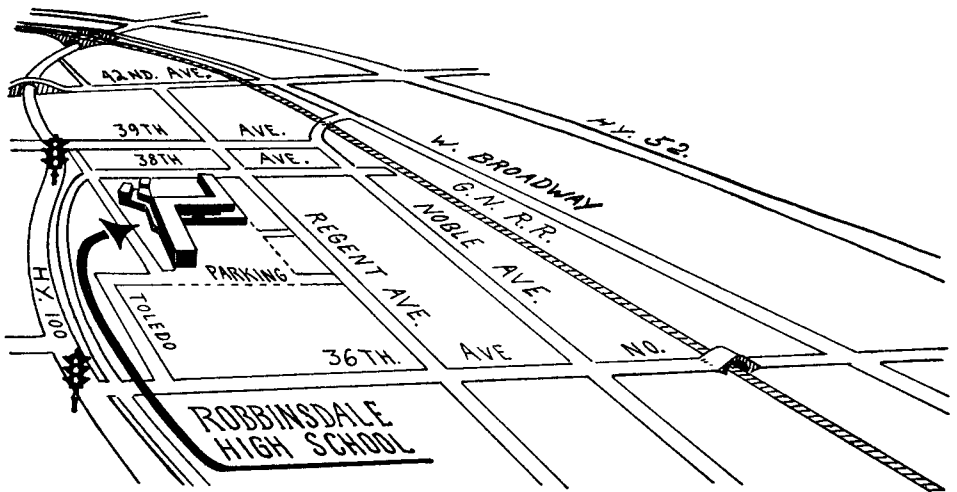 42ND. AVE.
39TH AVE.
38TH AVE.
HY. 52.
W. BROADWAY
G.N. R.R.
NOBLE AVE.
REGENT AVE.
PARKING
HY. 100
TOLEDO
36TH. AVE NO.
ROBBINSDALE
HIGH SCHOOL